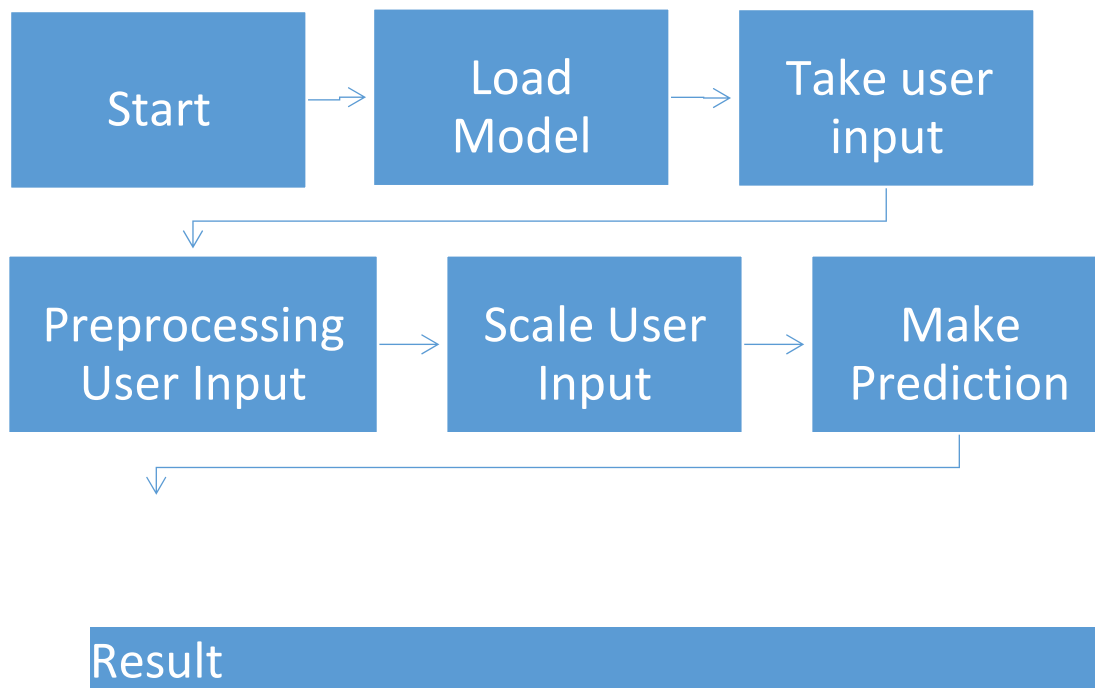 Start
Load
Model
Take user
input
Preprocessing
User Input
Scale User
Input
Make
Prediction
Result